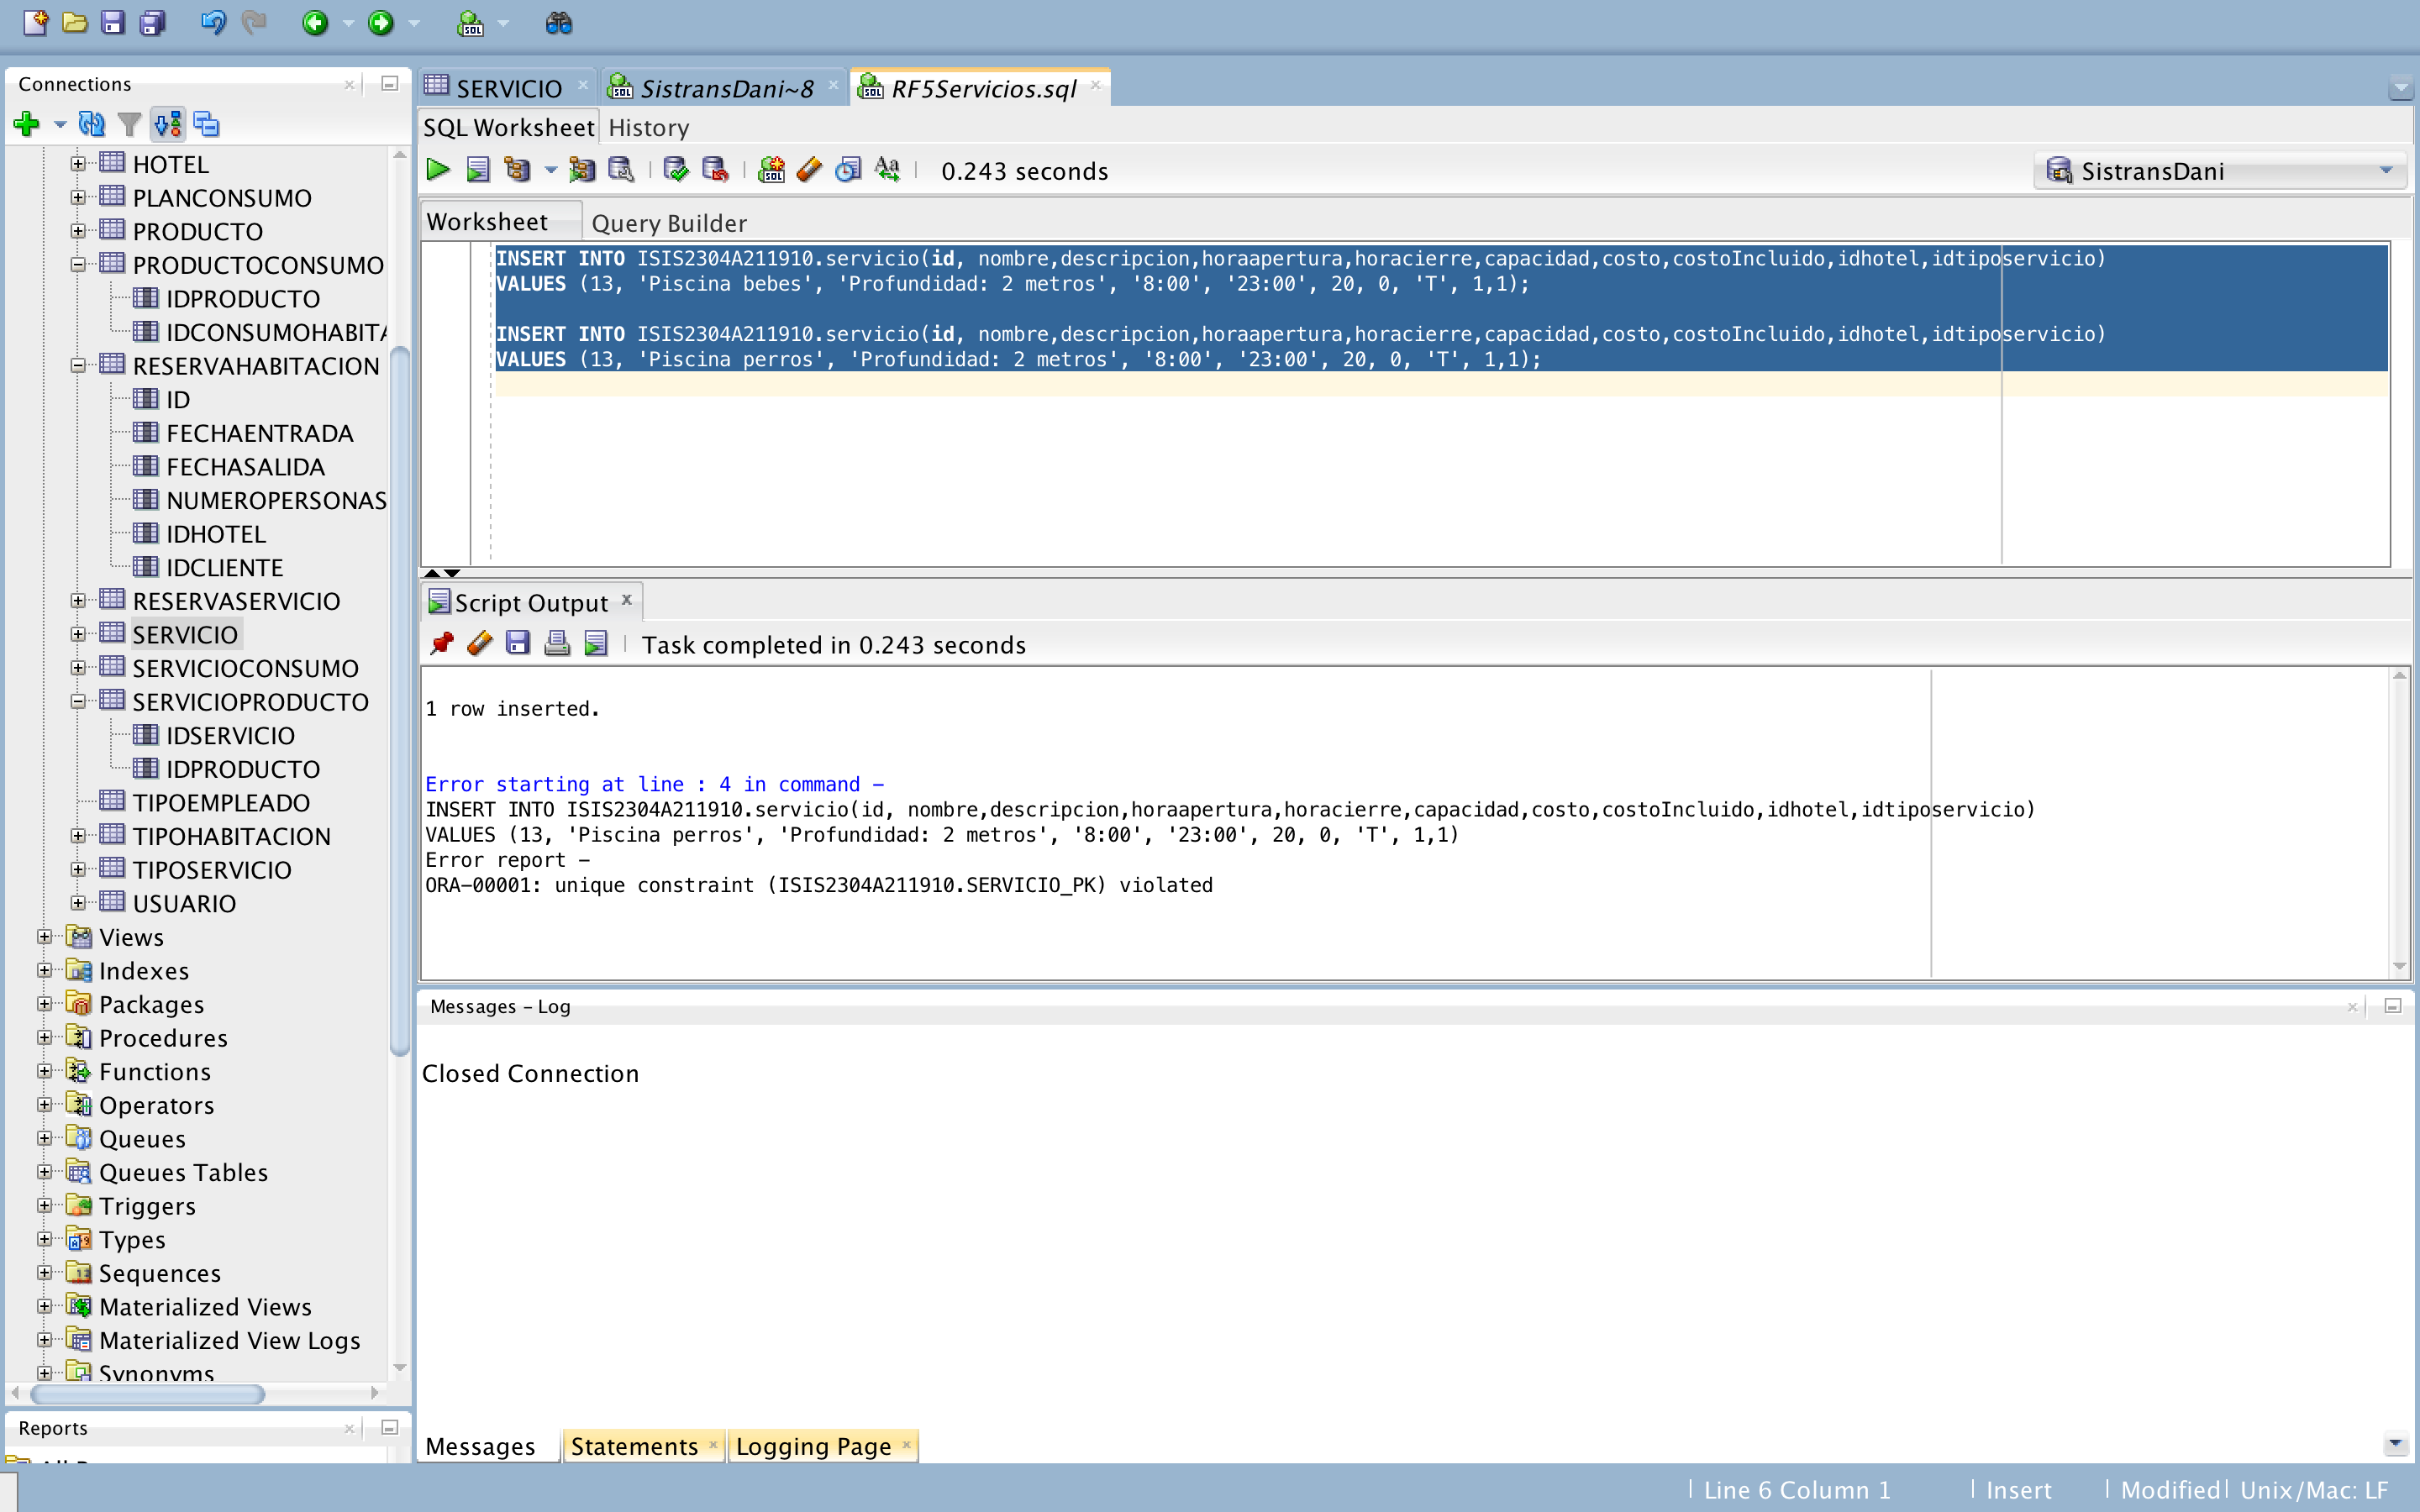 Connections
HOTEL
PLANCONSUMO
PRODUCTO
PRODUCTOCONSUMO
IDPRODUCTO
IDCONSUMOHABITA
RESERVAHABITACION
ID
FECHAENTRADA
FECHASALIDA
NUMEROPERSONAS
IDHOTEL
IDCLIENTE
RESERVASERVICIO
SERVICIO
SERVICIOCONSUMO
SERVICIOPRODUCTO
IDSERVICIO
IDPRODUCTO
TIPOEMPLEADO
TIPOHABITACION
TIPOSERVICIO
USUARIO
Views
Indexes
Packages
Procedures
Functions
Operators
Queues
Queues Tables
Triggers
Types
Sequences
Materialized Views
Materialized View Logs
Synonyms
Reports
SERVICIO
SistransDani~8
RF5Servicios.sql
SQL Worksheet History
0.243 seconds
SistransDani
Worksheet Query Builder
INSERT INTO ISIS2304A211910.servicio(id, nombre,descripcion,horaapertura,horacierre,capacidad,costo,costoIncluido,idhotel,idtiposervicio)
VALUES (13, 'Piscina bebes', 'Profundidad: 2 metros', '8:00', '23:00', 20, 0, 'T', 1,1);
INSERT INTO ISIS2304A211910.servicio(id, nombre,descripcion,horaapertura,horacierre,capacidad,costo,costoIncluido,idhotel,idtiposervicio)
VALUES (13, 'Piscina perros', 'Profundidad: 2 metros', '8:00', '23:00', 20, 0, 'T', 1,1);
Script Output
Task completed in 0.243 seconds
1 row inserted.
Error starting at line : 4 in command -
INSERT INTO ISIS2304A211910.servicio(id, nombre,descripcion,horaapertura,horacierre,capacidad,costo,costoIncluido,idhotel,idtiposervicio)
VALUES (13, 'Piscina perros', 'Profundidad: 2 metros', '8:00', '23:00', 20, 0, 'T', 1,1)
Error report -
ORA-00001: unique constraint (ISIS2304A211910.SERVICIO_PK) violated
Messages - Log
Closed Connection
Messages Statements Logging Page
Line 6 Column 1 Insert Modified Unix/Mac: LF